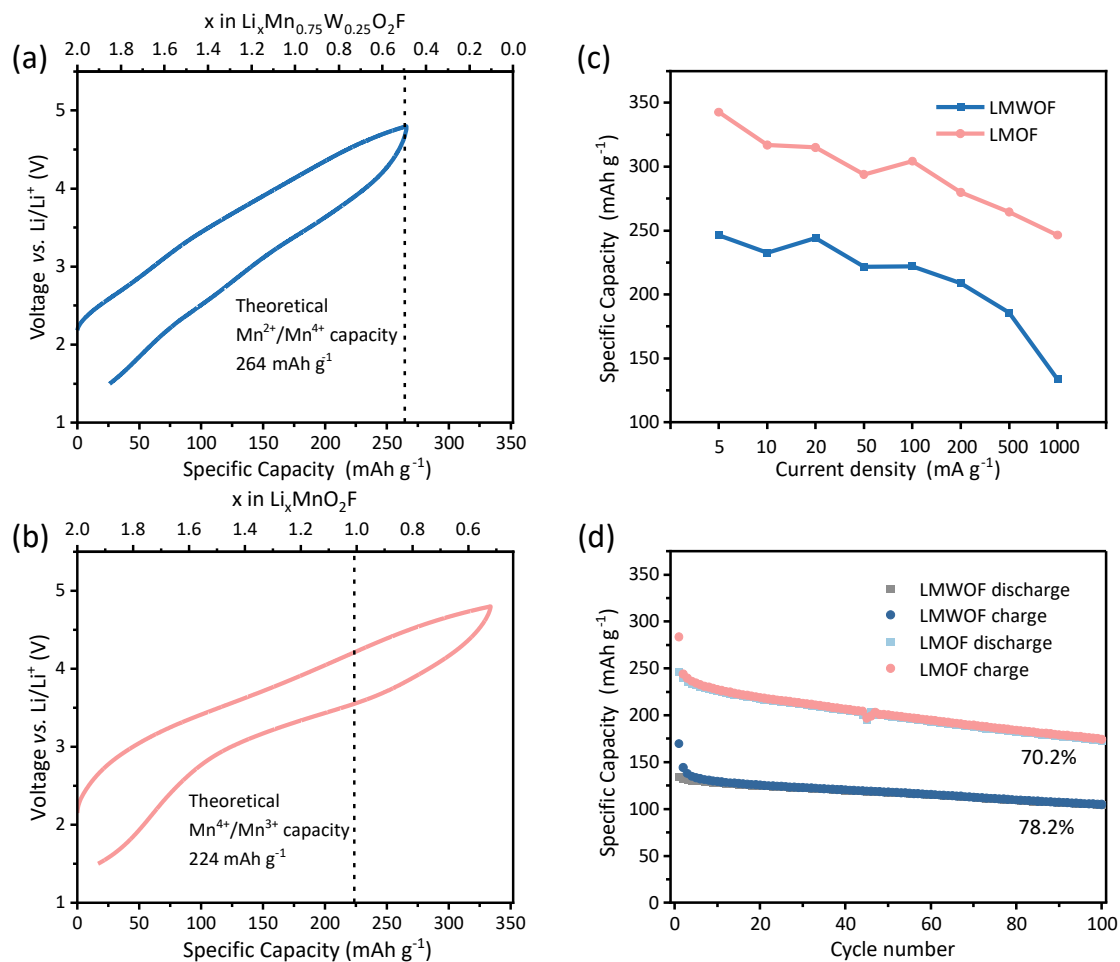 (a)
x in LiₓMn₀.₇₅W₀.₂₅O₂F
2.0 1.8 1.6 1.4 1.2 1.0 0.8 0.6 0.4 0.2 0.0
Voltage vs. Li/Li⁺ (V)
5
4
3
2
1
Theoretical
Mn²⁺/Mn⁴⁺ capacity
264 mAh g⁻¹
0 50 100 150 200 250 300 350
Specific Capacity (mAh g⁻¹)
(b)
x in LiₓMnO₂F
2.0 1.8 1.6 1.4 1.2 1.0 0.8 0.6
Voltage vs. Li/Li⁺ (V)
5
4
3
2
1
Theoretical
Mn⁴⁺/Mn³⁺ capacity
224 mAh g⁻¹
0 50 100 150 200 250 300 350
Specific Capacity (mAh g⁻¹)
(c)
Specific Capacity (mAh g⁻¹)
350
300
250
200
150
100
LMWOF
LMOF
5 10 20 50 100 200 500 1000
Current density (mA g⁻¹)
(d)
Specific Capacity (mAh g⁻¹)
350
300
250
200
150
100
50
0
LMWOF discharge
LMWOF charge
LMOF discharge
LMOF charge
70.2%
78.2%
0 20 40 60 80 100
Cycle number